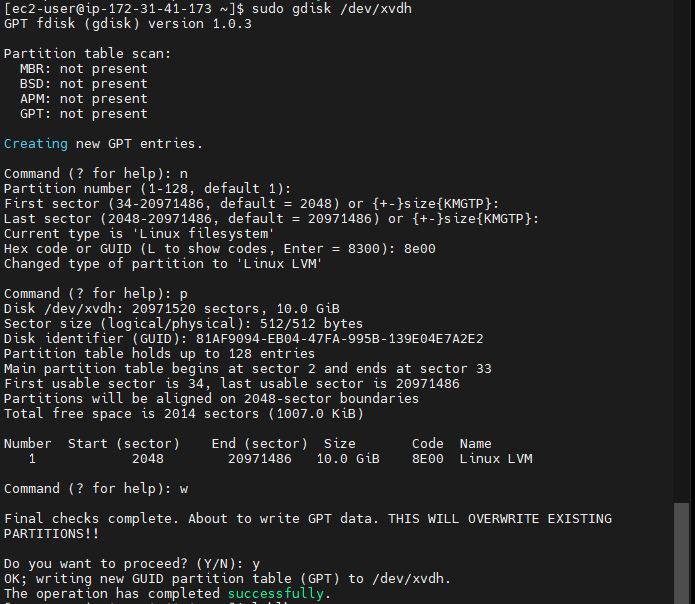 [ec2-user@ip-172-31-41-173 ~]$ sudo gdisk /dev/xvdh
GPT fdisk (gdisk) version 1.0.3
Partition table scan:
MBR: not present
BSD: not present
APM: not present
GPT: not present
Creating new GPT entries.
Command (? for help): n
Partition number (1-128, default 1):
First sector (34-20971486, default = 2048) or {+-}size{KMGTP}:
Last sector (2048-20971486, default = 20971486) or {+-}size{KMGTP}:
Current type is 'Linux filesystem'
Hex code or GUID (L to show codes, Enter = 8300): 8e00
Changed type of partition to 'Linux LVM'
Command (? for help): p
Disk /dev/xvdh: 20971520 sectors, 10.0 GiB
Sector size (logical/physical): 512/512 bytes
Disk identifier (GUID): 81AF9094-EB04-47FA-995B-139E04E7A2E2
Partition table holds up to 128 entries
Main partition table begins at sector 2 and ends at sector 33
First usable sector is 34, last usable sector is 20971486
Partitions will be aligned on 2048-sector boundaries
Total free space is 2014 sectors (1007.0 KiB)
Number  Start (sector)    End (sector)  Size       Code  Name
1            2048        20971486   10.0 GiB    8E00  Linux LVM
Command (? for help): w
Final checks complete. About to write GPT data. THIS WILL OVERWRITE EXISTING
PARTITIONS!!
Do you want to proceed? (Y/N): y
OK; writing new GUID partition table (GPT) to /dev/xvdh.
The operation has completed successfully.